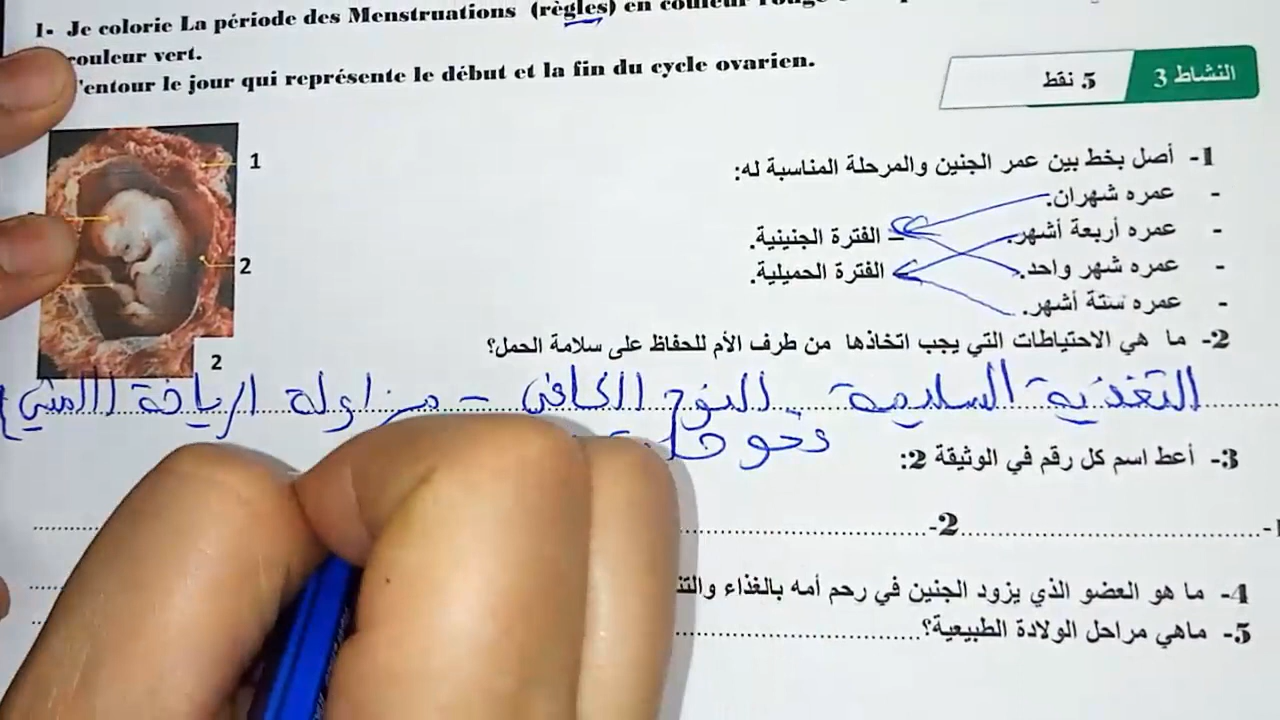 1- Je colorie La période des Menstruations (règles) en couleur rouge
couleur vert.
'entour le jour qui représente le début et la fin du cycle ovarien.
النشاط 3
5 نقط
1- أصل بخط بين عمر الجنين والمرحلة المناسبة له:
- عمره شهران.
- عمره أربعة أشهر.
- الفترة الجنينية.
- عمره شهر واحد.
- الفترة الحميلية.
- عمره ستة أشهر.
1
2
2
2- ما هي الاحتياطات التي يجب اتخاذها من طرف الأم للحفاظ على سلامة الحمل؟
التغذية السليمة - النوم الكافي - مزاولة الرياضة (المشي)
3- أعط اسم كل رقم في الوثيقة 2:
1- 2-
4- ما هو العضو الذي يزود الجنين في رحم أمه بالغذاء
5- ماهي مراحل الولادة الطبيعية؟